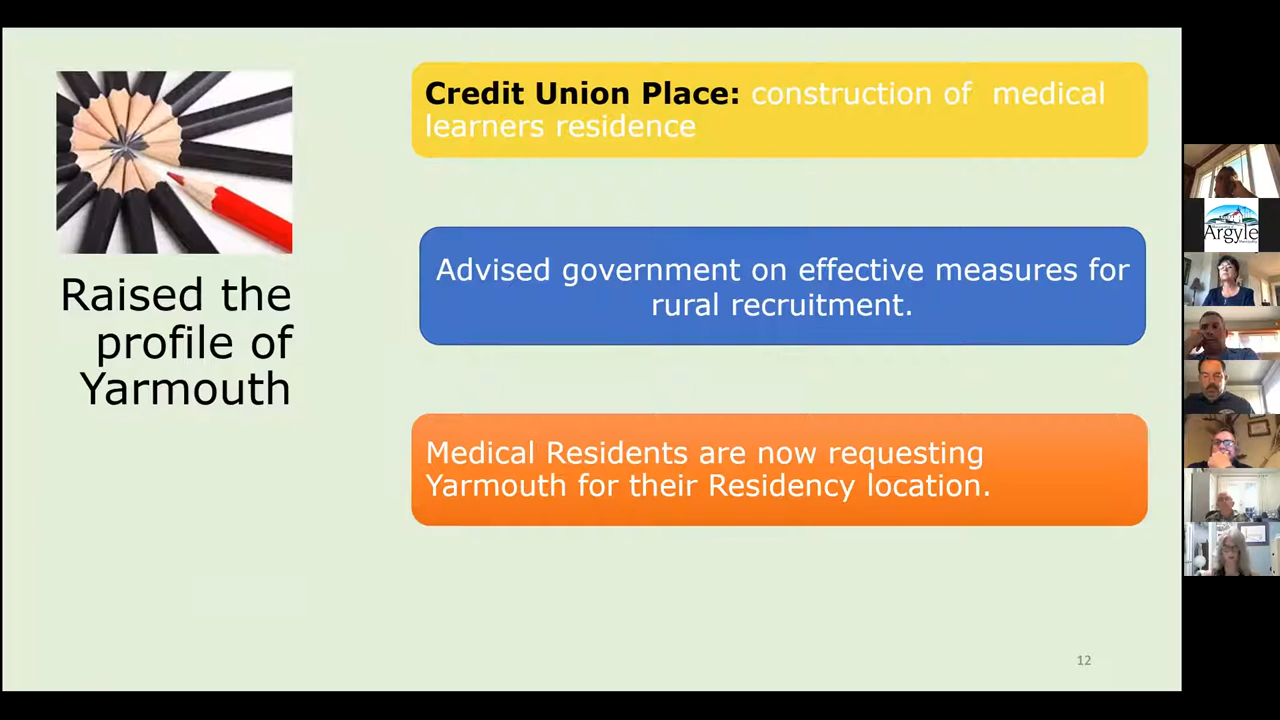 Raised the
profile of
Yarmouth
Credit Union Place: construction of  medical
learners residence
Advised government on effective measures for
rural recruitment.
Medical Residents are now requesting
Yarmouth for their Residency location.
12
Argyle